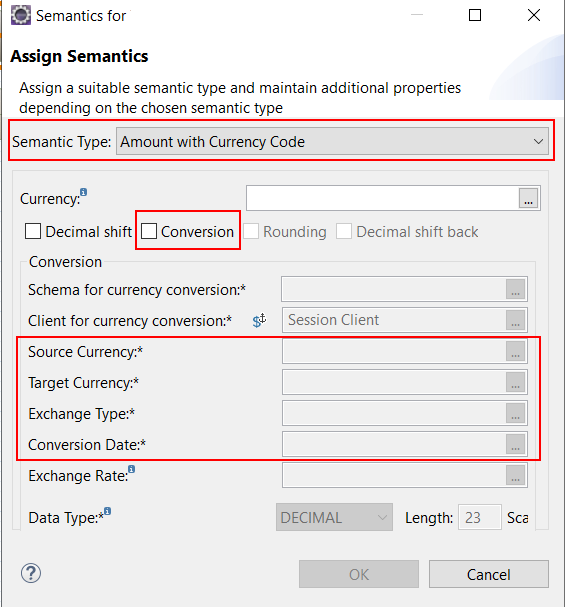 Semantics for
Assign Semantics
Assign a suitable semantic type and maintain additional properties
depending on the chosen semantic type
Semantic Type: Amount with Currency Code
Currency: ...
Decimal shift Conversion Rounding Decimal shift back
Conversion
Schema for currency conversion:* ...
Client for currency conversion:* $ Session Client ...
Source Currency:* ...
Target Currency:* ...
Exchange Type:* ...
Conversion Date:* ...
Exchange Rate: ...
Data Type:* DECIMAL Length: 23 Sca
? OK Cancel